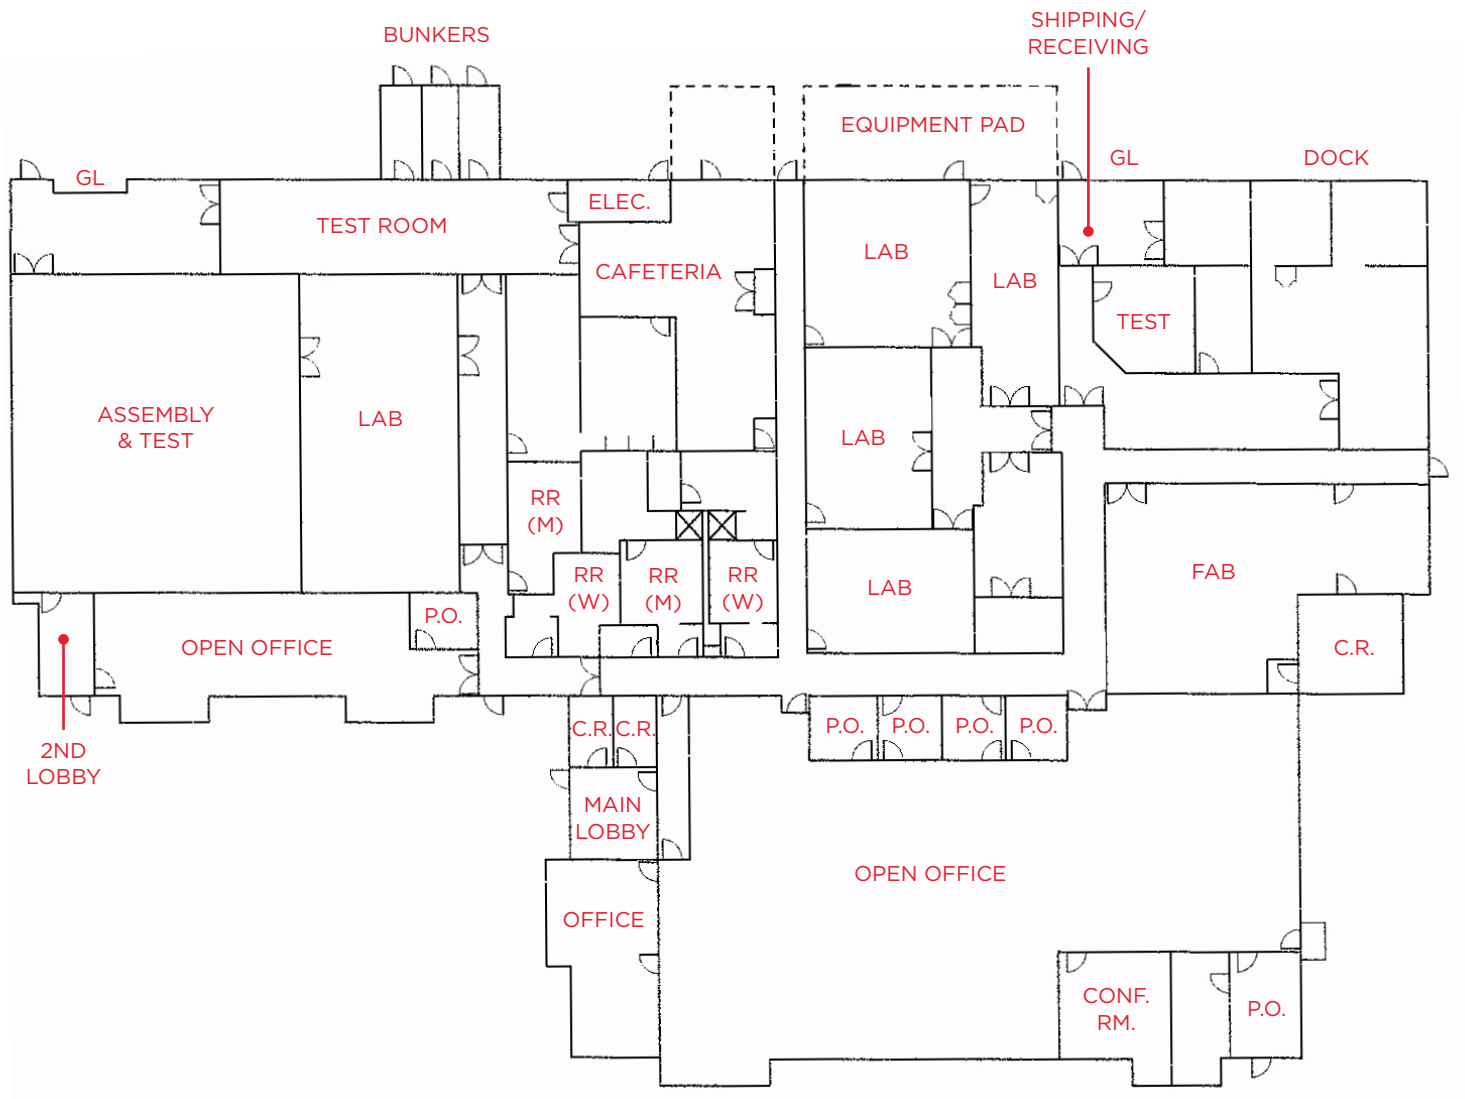 SHIPPING/
RECEIVING
BUNKERS
EQUIPMENT PAD
GL
DOCK
GL
ELEC.
TEST ROOM
CAFETERIA
LAB
LAB
TEST
ASSEMBLY
& TEST
LAB
LAB
RR
(M)
RR
(W)
RR
(M)
RR
(W)
LAB
FAB
P.O.
OPEN OFFICE
C.R.
2ND
LOBBY
C.R.
C.R.
P.O.
P.O.
P.O.
P.O.
MAIN
LOBBY
OPEN OFFICE
OFFICE
CONF.
RM.
P.O.